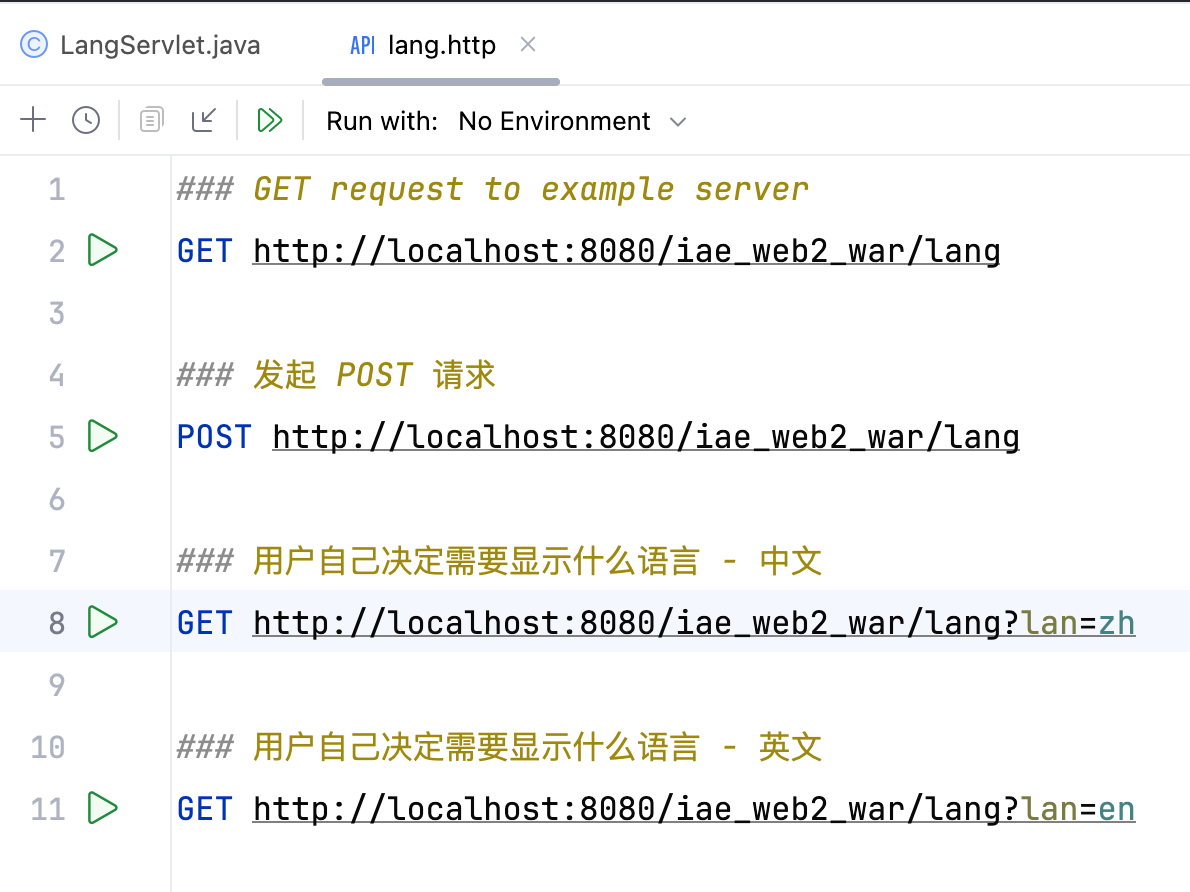 LangServlet.java
API lang.http
Run with: No Environment
1 ### GET request to example server
2 GET http://localhost:8080/iae_web2_war/lang
3
4 ### 发起 POST 请求
5 POST http://localhost:8080/iae_web2_war/lang
6
7 ### 用户自己决定需要显示什么语言 - 中文
8 GET http://localhost:8080/iae_web2_war/lang?lan=zh
9
10 ### 用户自己决定需要显示什么语言 - 英文
11 GET http://localhost:8080/iae_web2_war/lang?lan=en